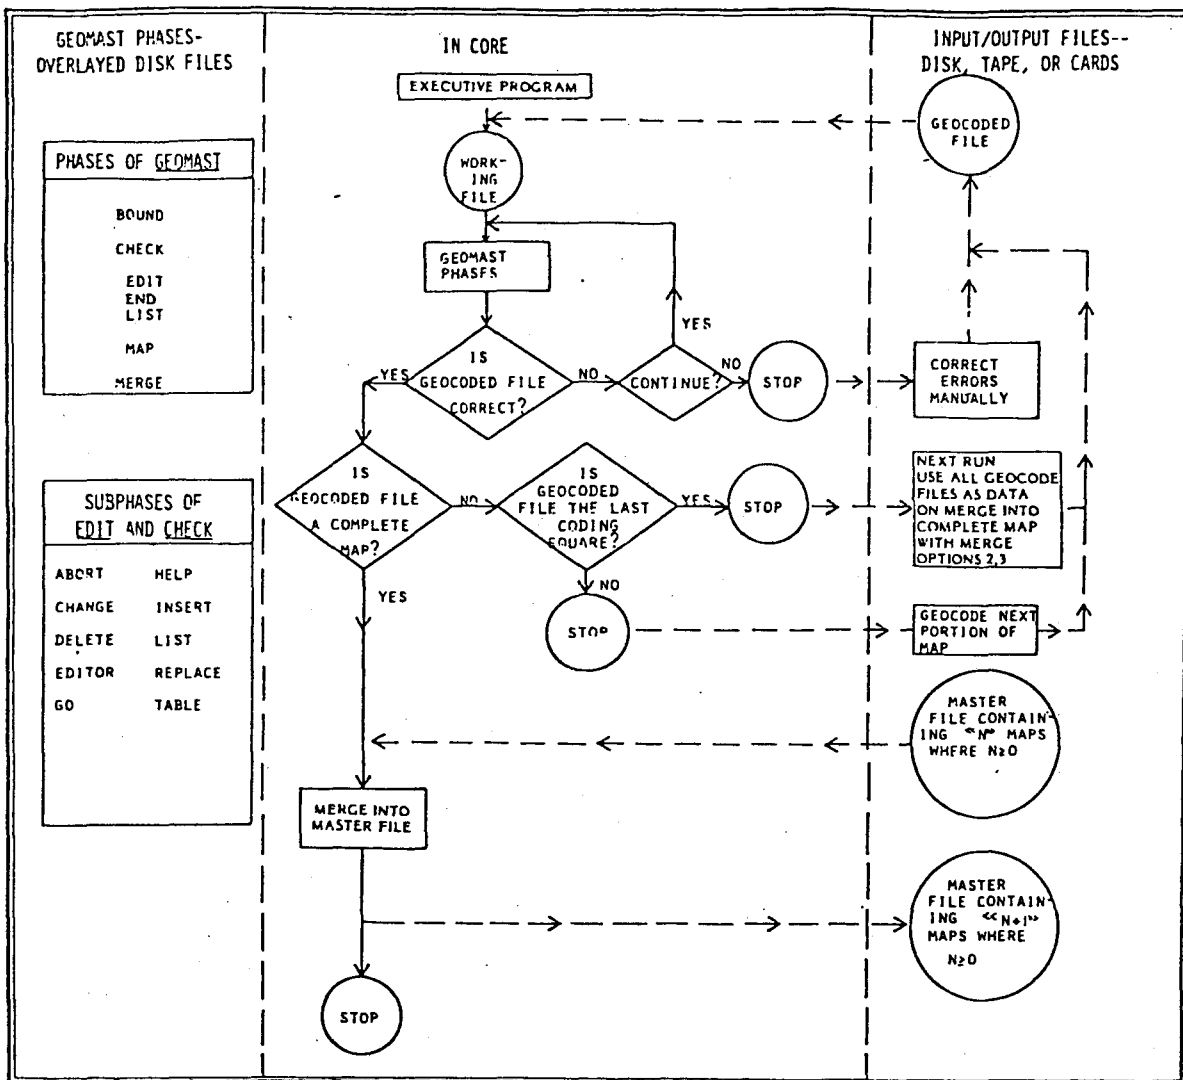 GEOMAST PHASES-
OVERLAYED DISK FILES
PHASES OF GEOMAST
BOUND
CHECK
EDIT
END
LIST
MAP
MERGE
SUBPHASES OF
EDIT AND CHECK
ABORT HELP
CHANGE INSERT
DELETE LIST
EDITOR REPLACE
GO TABLE
IN CORE
EXECUTIVE PROGRAM
WORK-
ING
FILE
GEOMAST
PHASES
IS
GEOCODED FILE
CORRECT?
YES
NO
CONTINUE?
YES
NO
STOP
IS
GEOCODED FILE
A COMPLETE
MAP?
NO
YES
IS
GEOCODED
FILE THE LAST
CODING
SQUARE?
YES
NO
STOP
STOP
MERGE INTO
MASTER FILE
STOP
INPUT/OUTPUT FILES--
DISK, TAPE, OR CARDS
GEOCODED
FILE
CORRECT
ERRORS
MANUALLY
NEXT RUN
USE ALL GEOCODE
FILES AS DATA
ON MERGE INTO
COMPLETE MAP
WITH MERGE
OPTIONS 2,3
GEOCODE NEXT
PORTION OF
MAP
MASTER
FILE CONTAIN-
ING "N" MAPS
WHERE N≥0
MASTER
FILE CONTAIN-
ING "N+1"
MAPS WHERE
N≥0